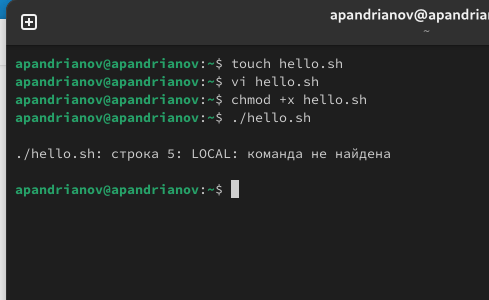 apandrianov@apandria
~
apandrianov@apandrianov:~$ touch hello.sh
apandrianov@apandrianov:~$ vi hello.sh
apandrianov@apandrianov:~$ chmod +x hello.sh
apandrianov@apandrianov:~$ ./hello.sh
./hello.sh: строка 5: LOCAL: команда не найдена
apandrianov@apandrianov:~$